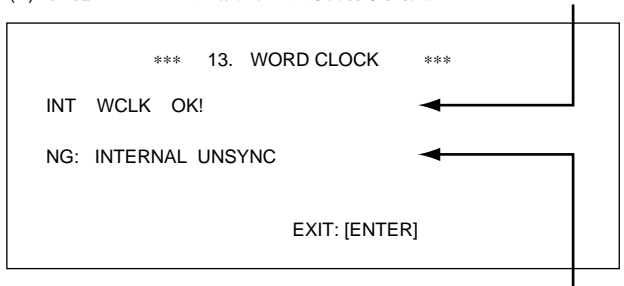 *** 13. WORD CLOCK ***
INT WCLK OK!
NG: INTERNAL UNSYNC
EXIT: [ENTER]